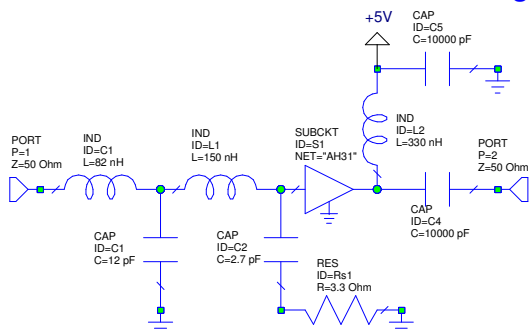 +5V
CAP
ID=C5
C=10000 pF
IND
ID=C1
L=82 nH
IND
ID=L1
L=150 nH
SUBCKT
ID=S1
NET="AH31"
IND
ID=L2
L=330 nH
PORT
P=1
Z=50 Ohm
PORT
P=2
Z=50 Ohm
CAP
ID=C1
C=12 pF
CAP
ID=C2
C=2.7 pF
CAP
ID=C4
C=10000 pF
RES
ID=Rs1
R=3.3 Ohm